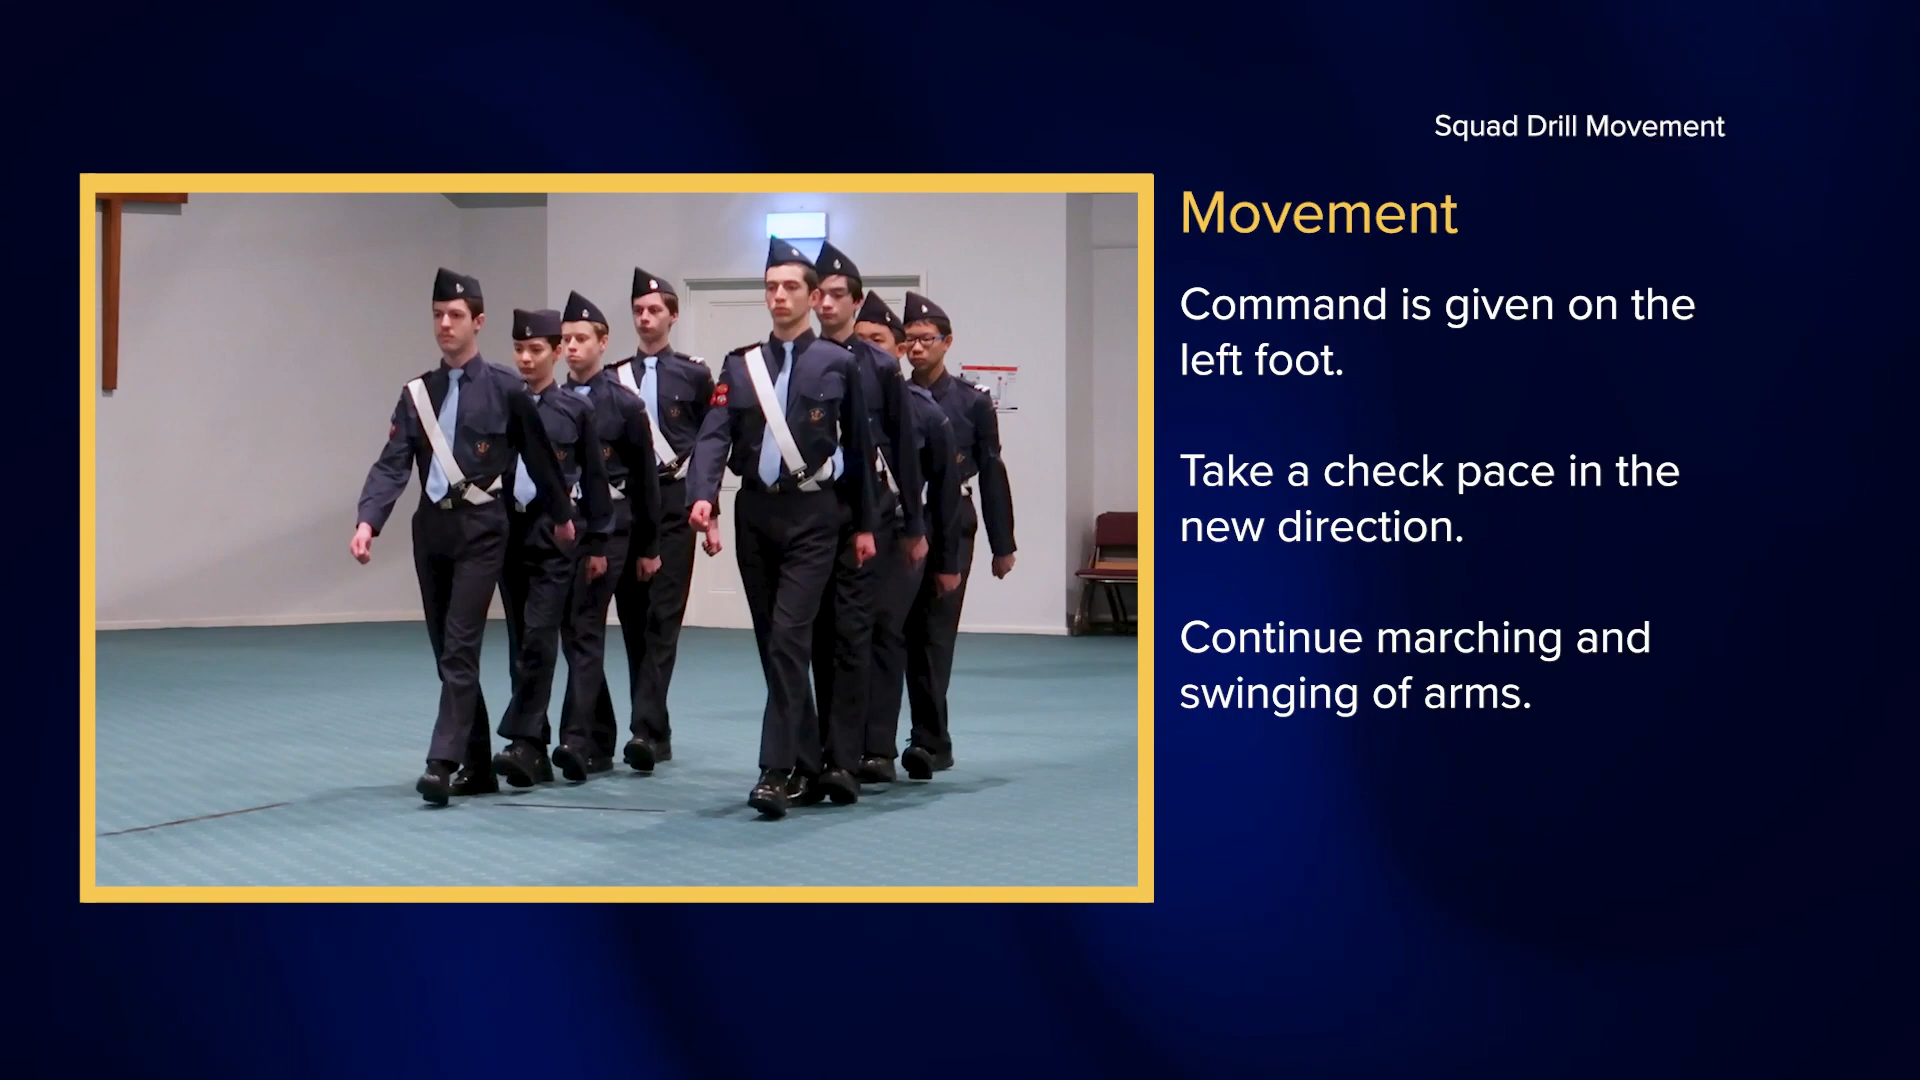 Squad Drill Movement
Movement
Command is given on the
left foot.
Take a check pace in the
new direction.
Continue marching and
swinging of arms.